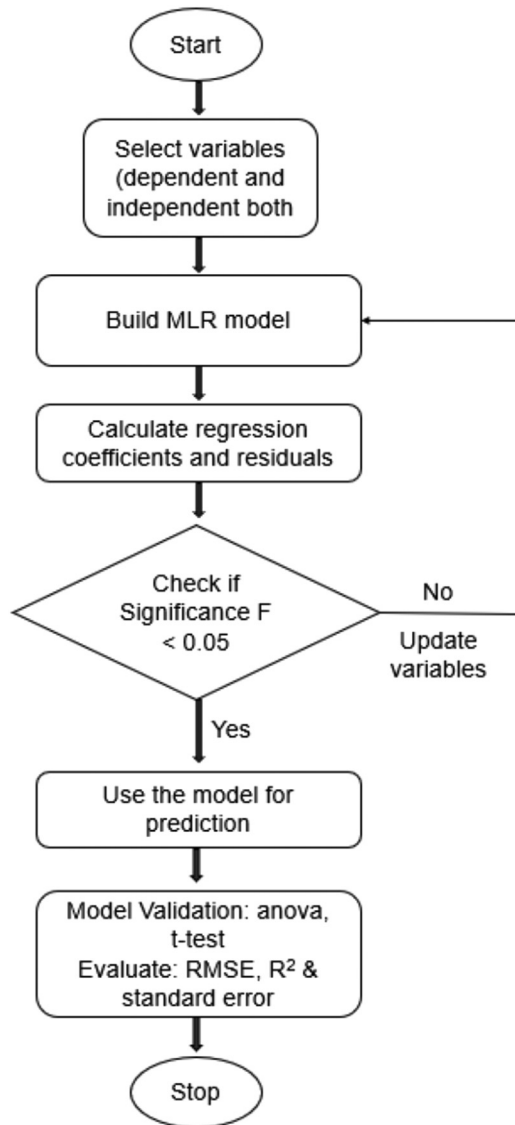 Start
Select variables
(dependent and
independent both
Build MLR model
Calculate regression
coefficients and residuals
Check if
Significance F
< 0.05
No
Update
variables
Yes
Use the model for
prediction
Model Validation: anova,
t-test
Evaluate: RMSE, R² &
standard error
Stop